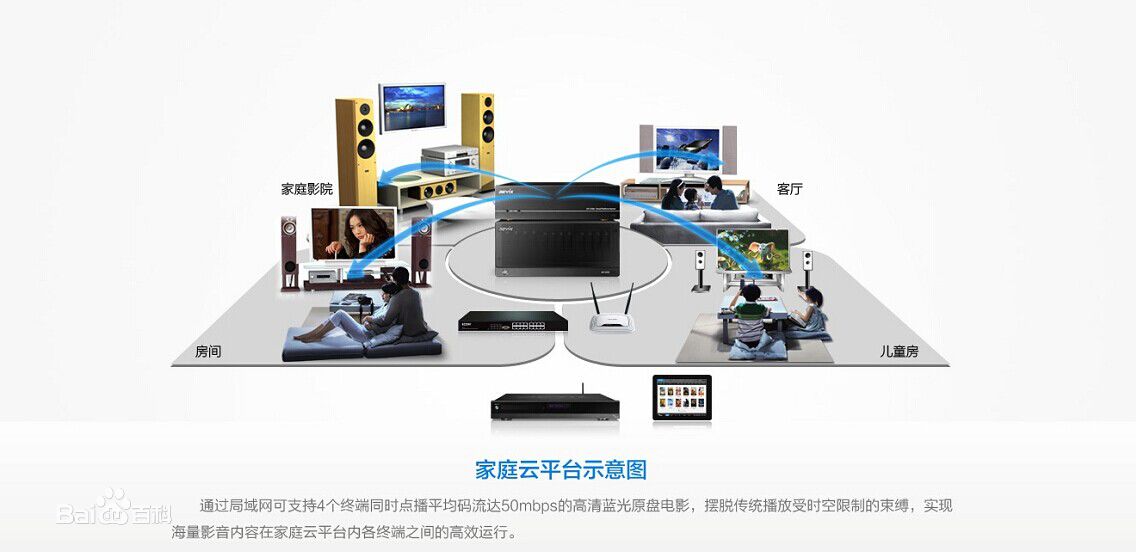 家庭影院
客厅
房间
儿童房
家庭云平台示意图
通过局域网可支持4个终端同时点播平均码流达50mbps的高清蓝光原盘电影，摆脱传统播放受时空限制的束缚，实现
海量影音内容在家庭云平台内各终端之间的高效运行。
Bai百科